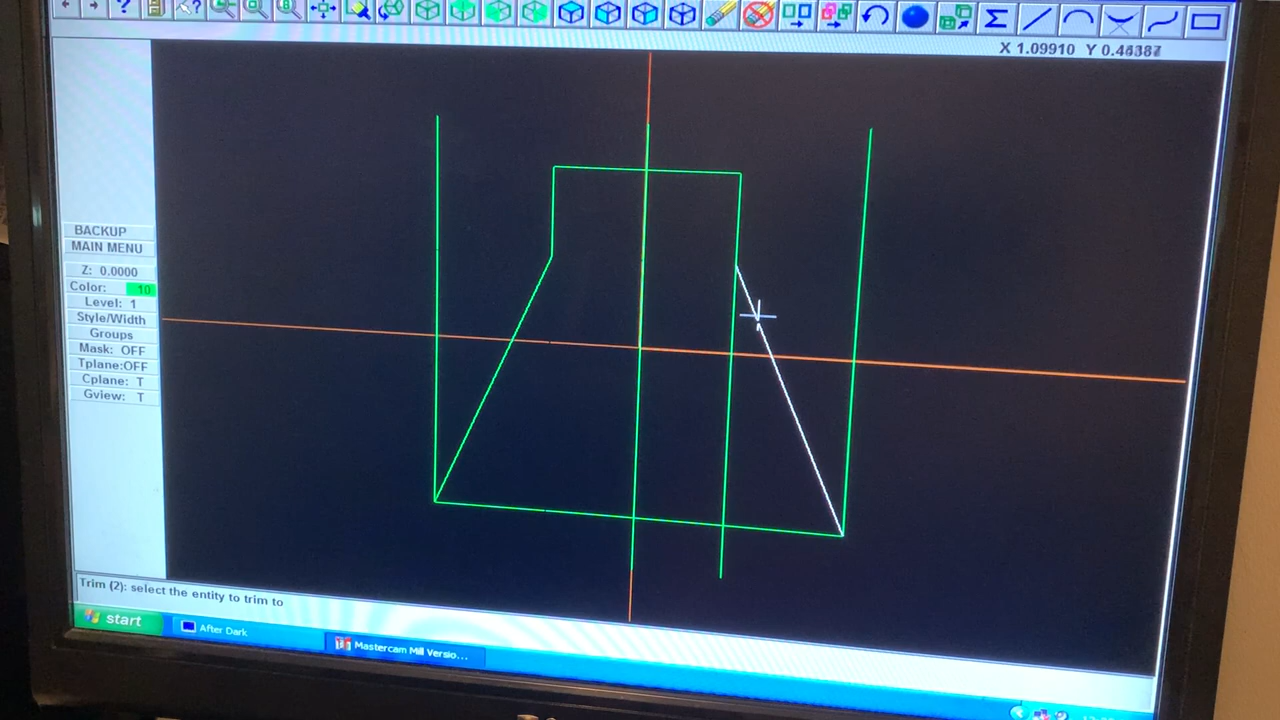 X 1.09910 Y 0.44387
BACKUP
MAIN MENU
Z: 0.0000
Color: 10
Level: 1
Style/Width
Groups
Mask: OFF
Tplane:OFF
Cplane: T
Gview: T
Trim (2): select the entity to trim to
start
After Dark
Mastercam Mill Versio...